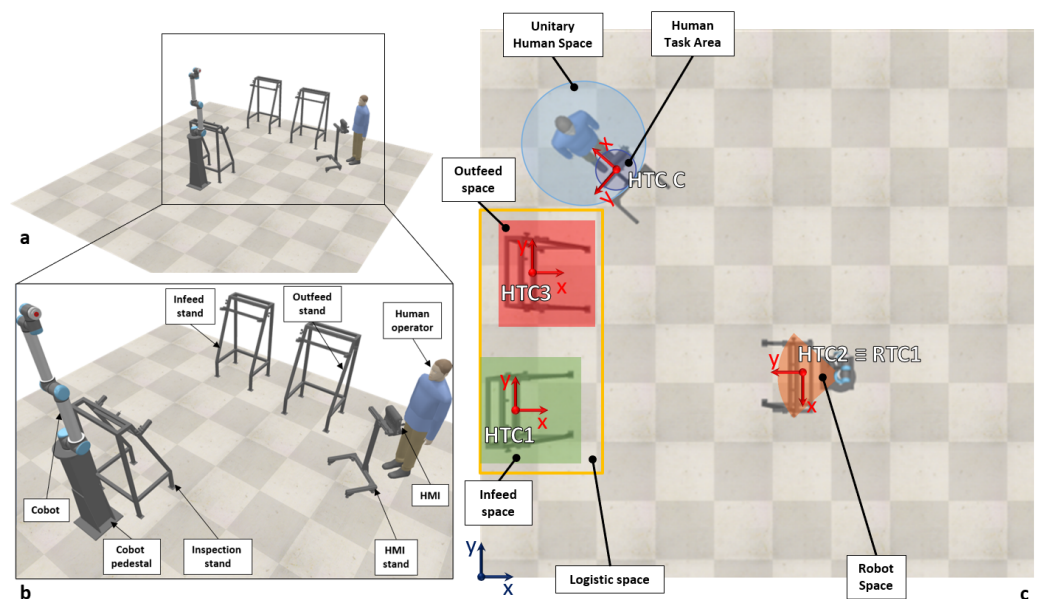 a
Infeed
stand
Outfeed
stand
Human
operator
Cobot
Cobot
pedestal
Inspection
stand
HMI
stand
HMI
b
Unitary
Human Space
Human
Task Area
Outfeed
space
x
y
HTC C
y
x
HTC3
y
x
HTC1
y
x
HTC2 ≡ RTC1
Infeed
space
Logistic space
Robot
Space
y
x
c